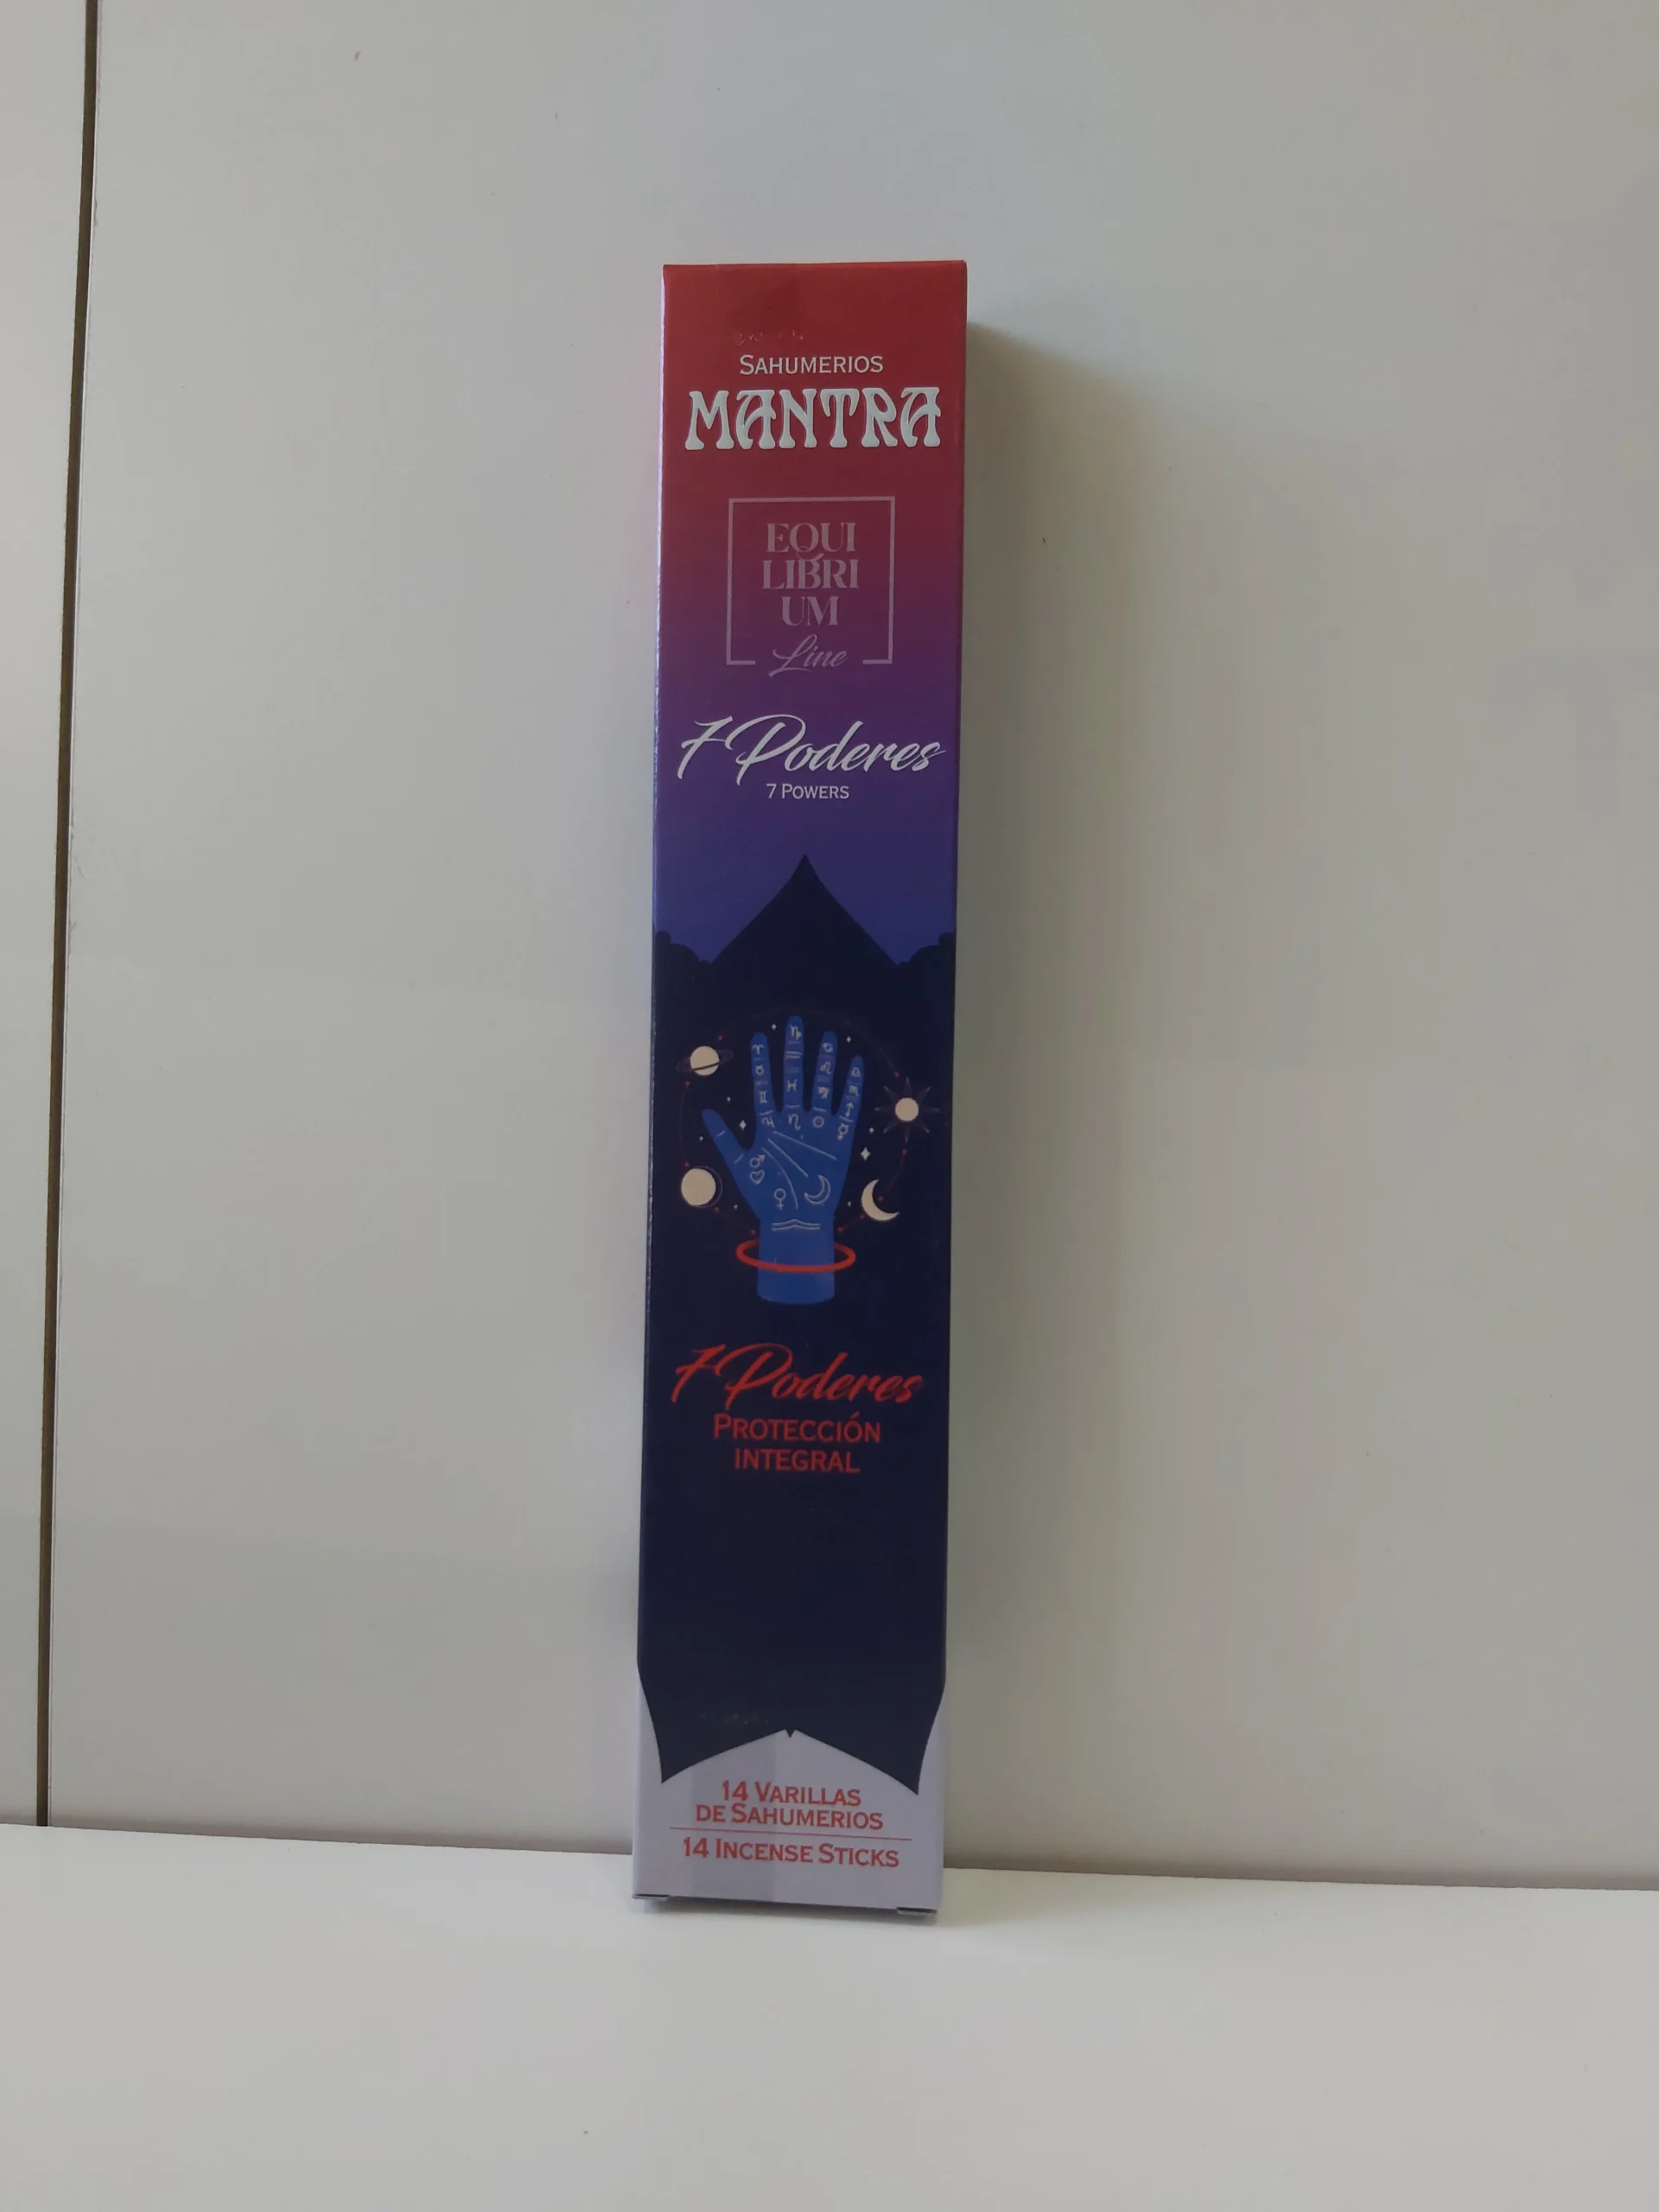 SAHUMERIOS
MANTRA
EQUI
LIBRI
UM
Line
7 Poderes
7 POWERS
7 Poderes
PROTECCIÓN
INTEGRAL
14 VARILLAS
DE SAHUMERIOS
14 INCENSE STICKS